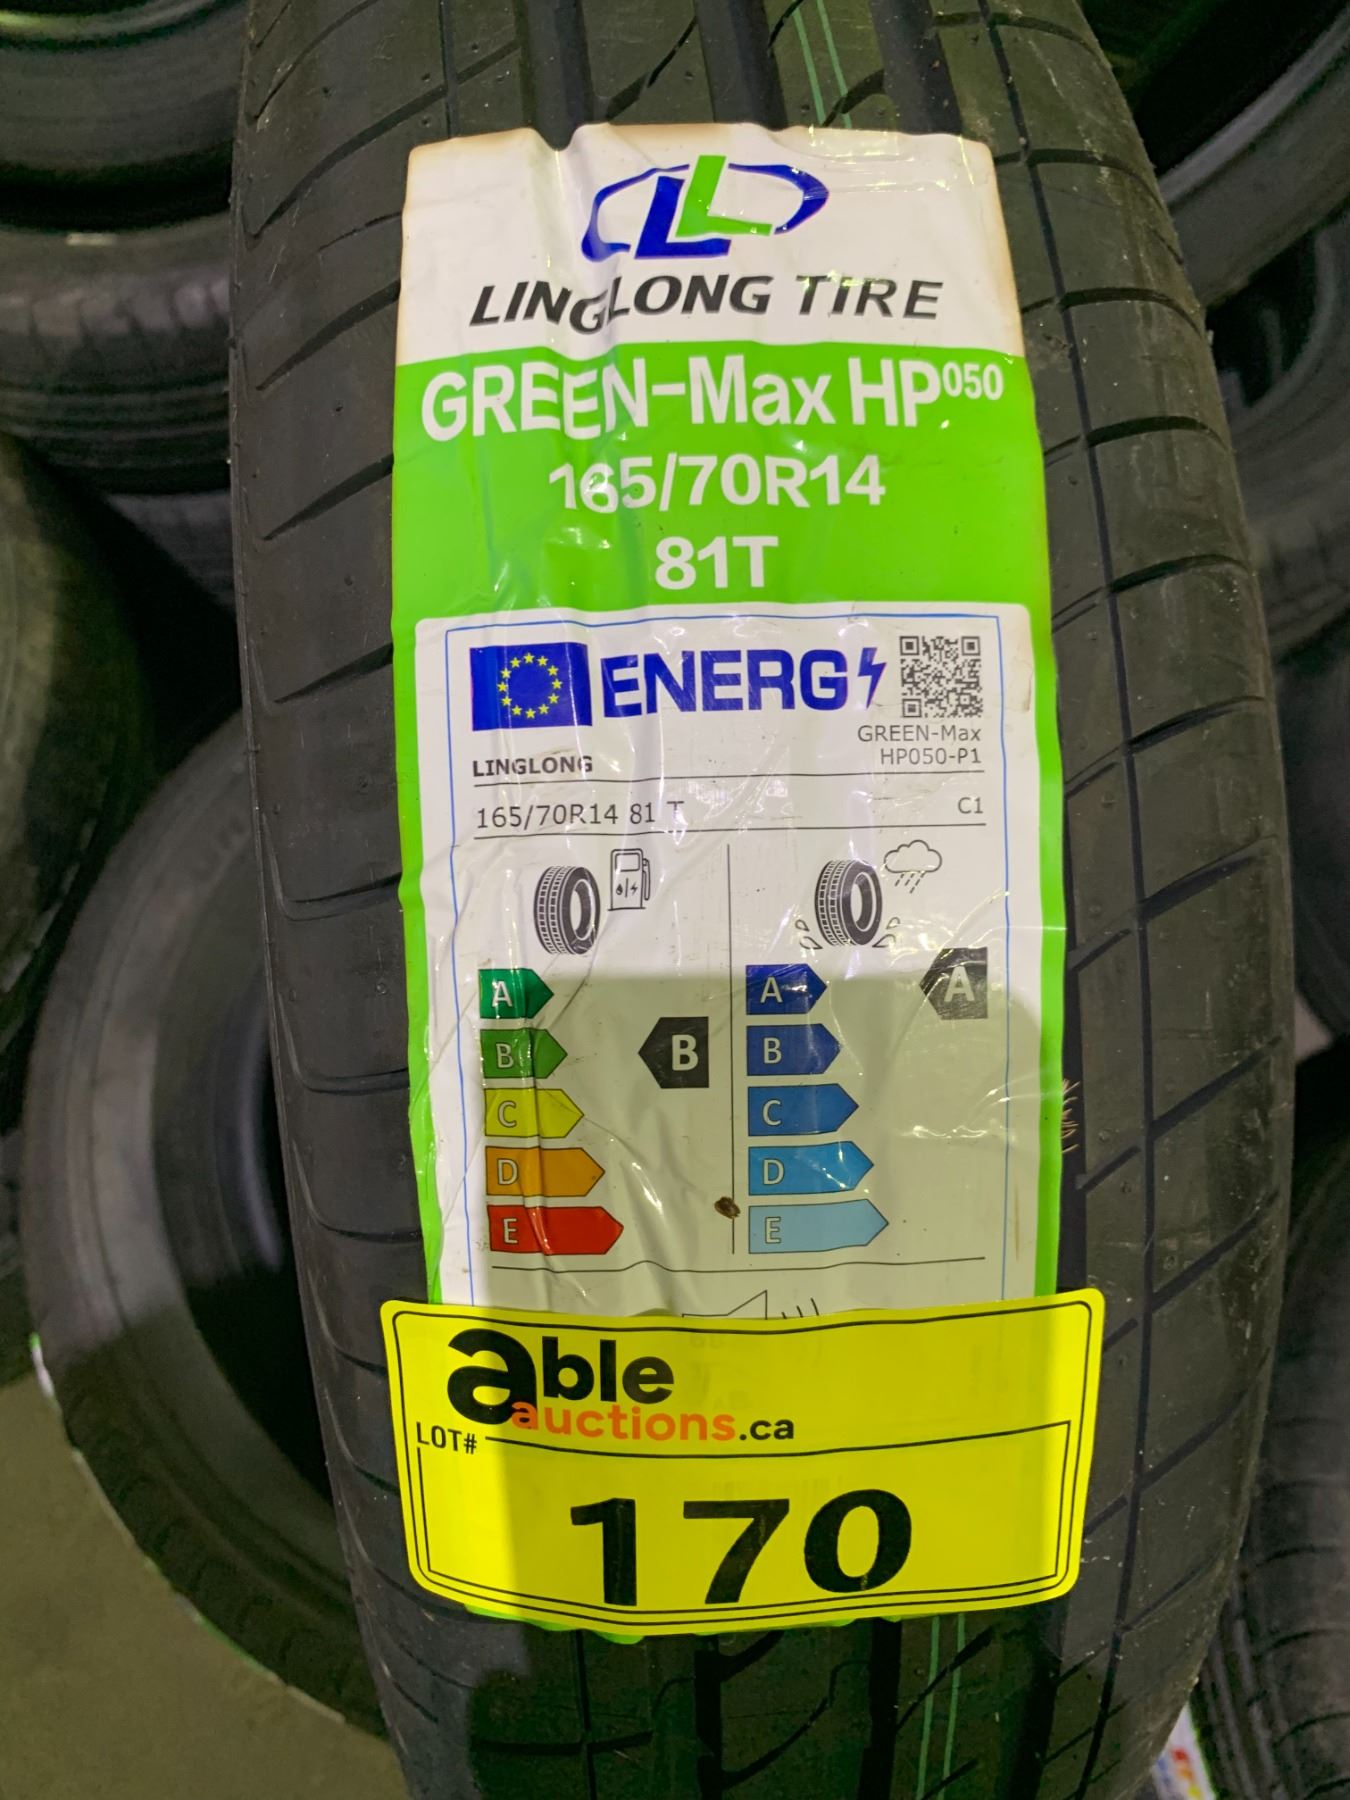 LL
LINGLONG TIRE
GREEN-Max HP050
165/70R14
81T
ENERG
GREEN-Max
HP050-P1
LINGLONG
165/70R14 81 T C1
A A A
B B B
C C
D D
E E
able
auctions.ca
LOT#
170